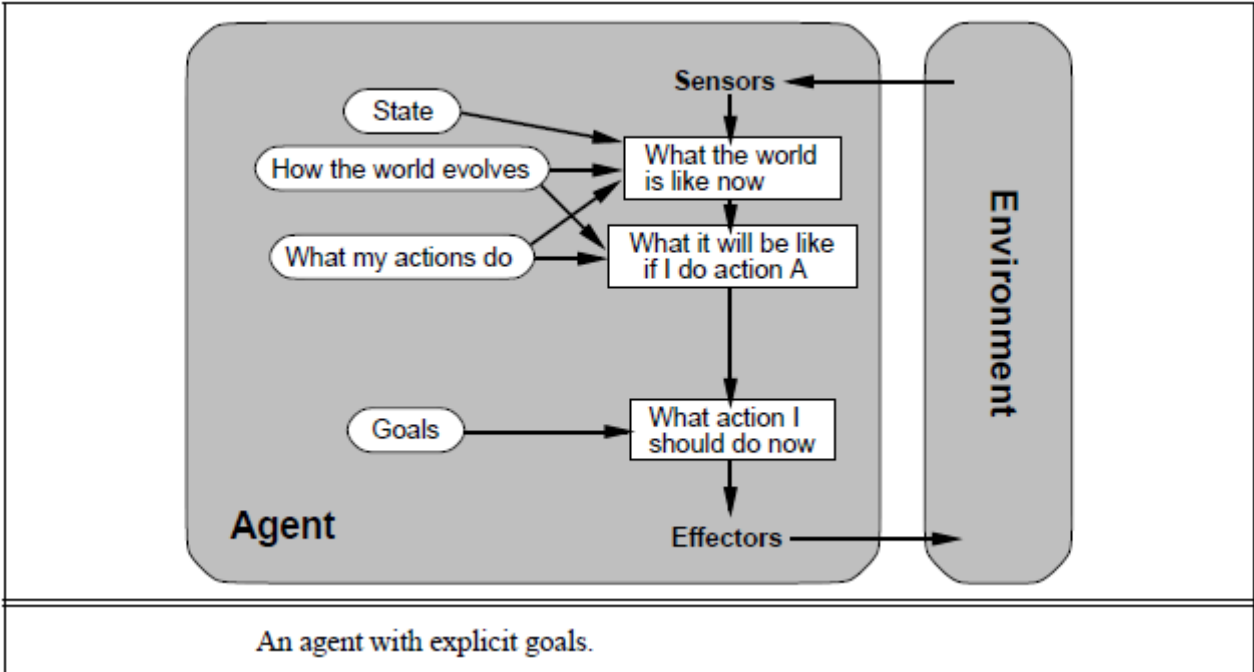 Sensors
State
What the world
is like now
How the world evolves
What it will be like
if I do action A
What my actions do
Environment
What action I
should do now
Goals
Agent
Effectors
An agent with explicit goals.